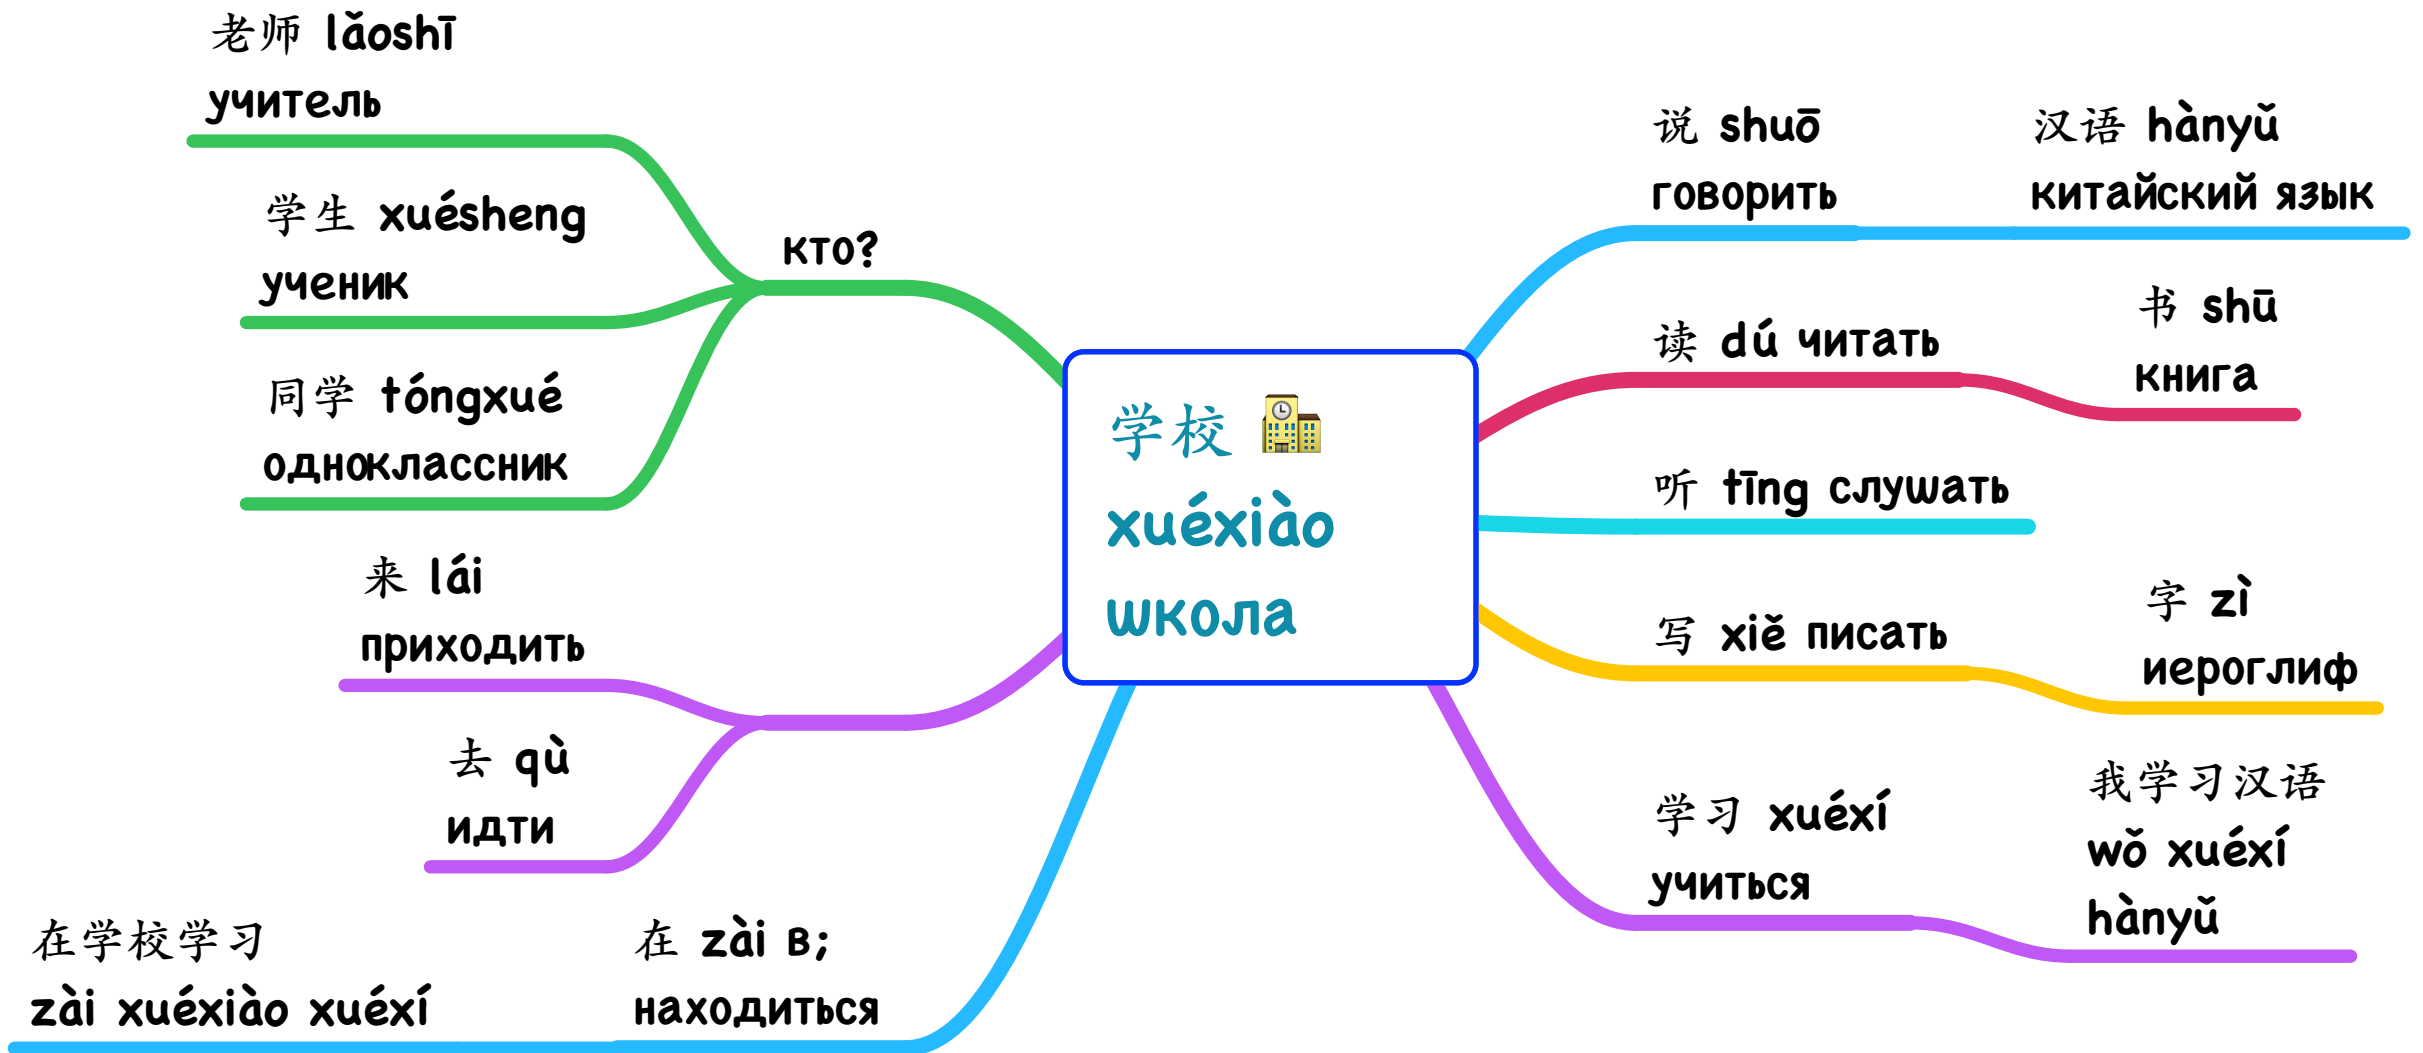 学校
xuéxiào
школа
кто?
老师 lǎoshī
учитель
学生 xuésheng
ученик
同学 tóngxué
одноклассник
来 lái
приходить
去 qù
идти
在 zài в;
находиться
在学校学习
zài xuéxiào xuéxí
说 shuō
говорить
汉语 hànyǔ
китайский язык
读 dú читать
书 shū
книга
听 tīng слушать
写 xiě писать
字 zì
иероглиф
学习 xuéxí
учиться
我学习汉语
wǒ xuéxí
hànyǔ